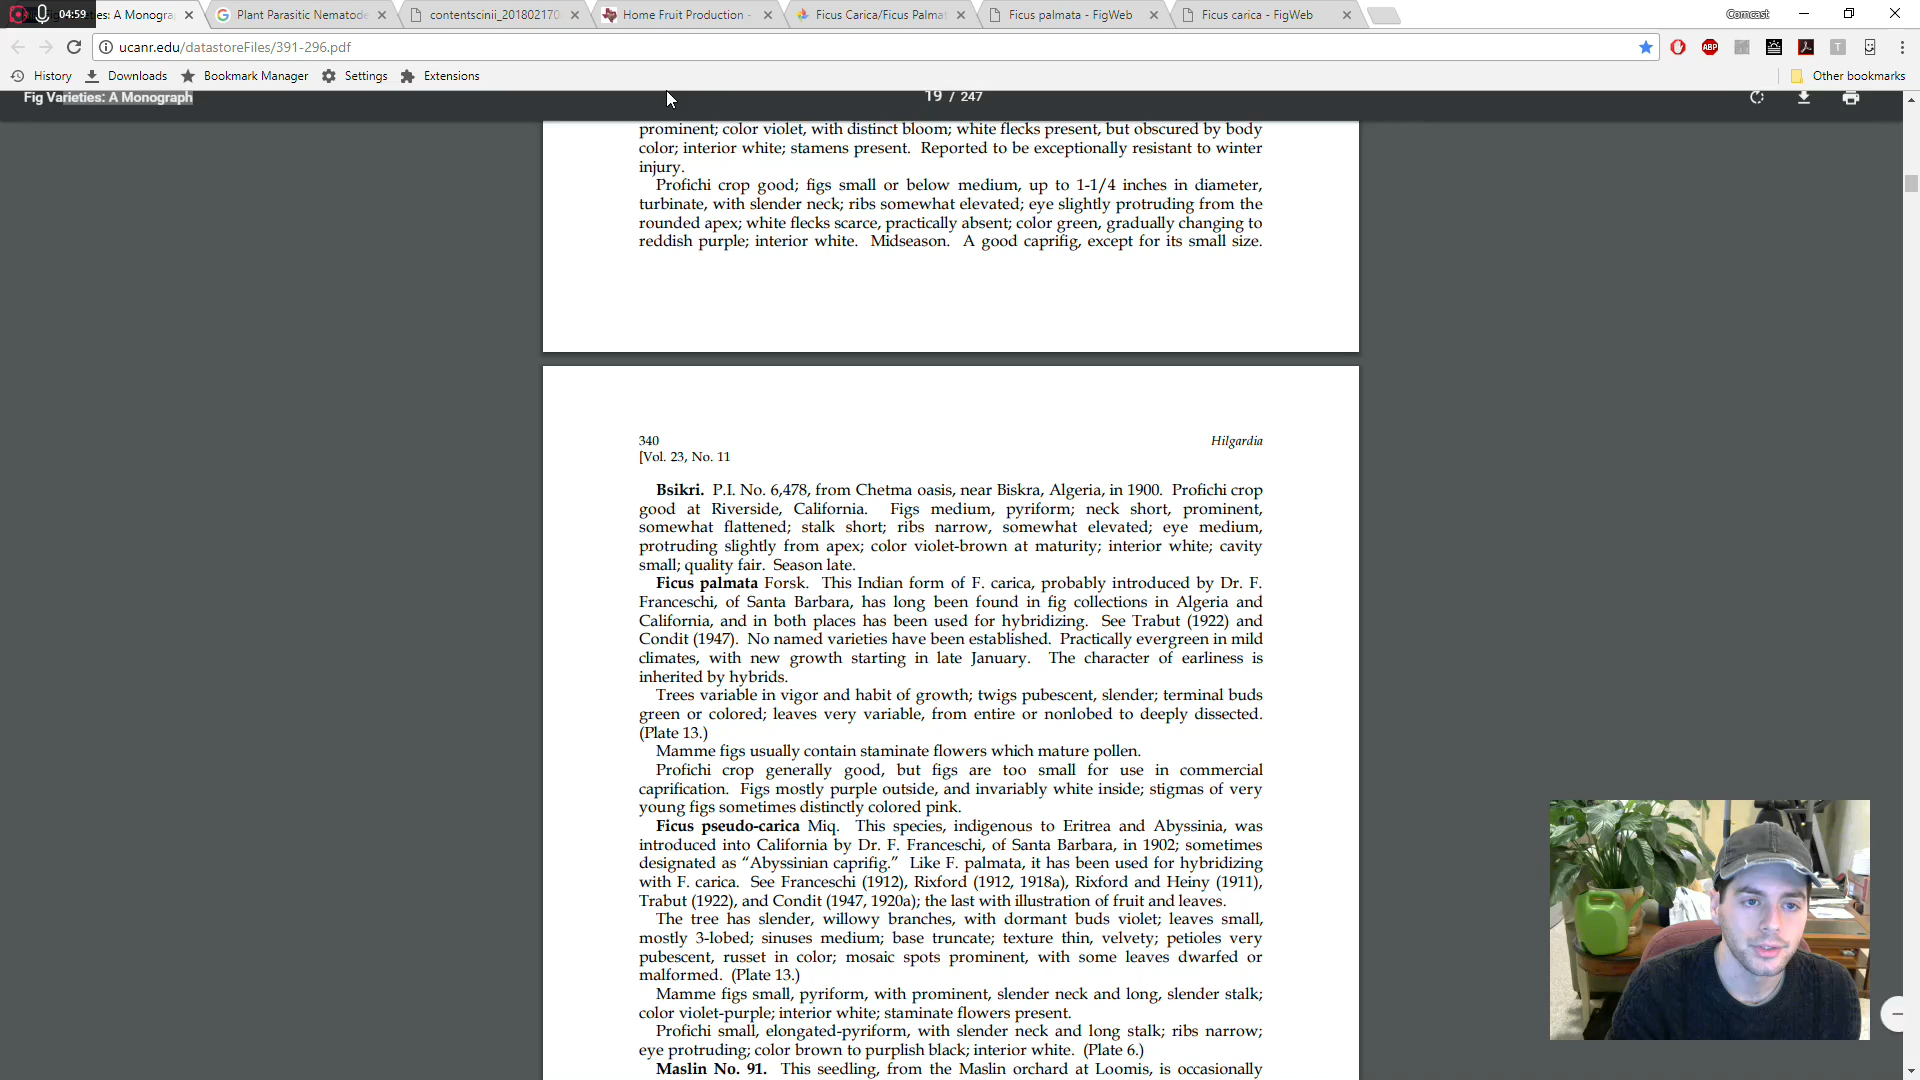 04:59
ies: A Monogra
Plant Parasitic Nematode
contentscinii_201802170
Home Fruit Production -
Ficus Carica/Ficus Palmat
Ficus palmata - FigWeb
Ficus carica - FigWeb
Comcast
ucanr.edu/datastoreFiles/391-296.pdf
ABP
T
History
Downloads
Bookmark Manager
Settings
Extensions
Other bookmarks
Fig Varieties: A Monograph
19 / 247
prominent; color violet, with distinct bloom; white flecks present, but obscured by body
color; interior white; stamens present. Reported to be exceptionally resistant to winter
injury.
Profichi crop good; figs small or below medium, up to 1-1/4 inches in diameter,
turbinate, with slender neck; ribs somewhat elevated; eye slightly protruding from the
rounded apex; white flecks scarce, practically absent; color green, gradually changing to
reddish purple; interior white. Midseason. A good caprifig, except for its small size.
340
Hilgardia
[Vol. 23, No. 11
Bsikri. P.I. No. 6,478, from Chetma oasis, near Biskra, Algeria, in 1900. Profichi crop
good at Riverside, California. Figs medium, pyriform; neck short, prominent,
somewhat flattened; stalk short; ribs narrow, somewhat elevated; eye medium,
protruding slightly from apex; color violet-brown at maturity; interior white; cavity
small; quality fair. Season late.
Ficus palmata Forsk. This Indian form of F. carica, probably introduced by Dr. F.
Franceschi, of Santa Barbara, has long been found in fig collections in Algeria and
California, and in both places has been used for hybridizing. See Trabut (1922) and
Condit (1947). No named varieties have been established. Practically evergreen in mild
climates, with new growth starting in late January. The character of earliness is
inherited by hybrids.
Trees variable in vigor and habit of growth; twigs pubescent, slender; terminal buds
green or colored; leaves very variable, from entire or nonlobed to deeply dissected.
(Plate 13.)
Mamme figs usually contain staminate flowers which mature pollen.
Profichi crop generally good, but figs are too small for use in commercial
caprification. Figs mostly purple outside, and invariably white inside; stigmas of very
young figs sometimes distinctly colored pink.
Ficus pseudo-carica Miq. This species, indigenous to Eritrea and Abyssinia, was
introduced into California by Dr. F. Franceschi, of Santa Barbara, in 1902; sometimes
designated as “Abyssinian caprifig.” Like F. palmata, it has been used for hybridizing
with F. carica. See Franceschi (1912), Rixford (1912, 1918a), Rixford and Heiny (1911),
Trabut (1922), and Condit (1947, 1920a); the last with illustration of fruit and leaves.
The tree has slender, willowy branches, with dormant buds violet; leaves small,
mostly 3-lobed; sinuses medium; base truncate; texture thin, velvety; petioles very
pubescent, russet in color; mosaic spots prominent, with some leaves dwarfed or
malformed. (Plate 13.)
Mamme figs small, pyriform, with prominent, slender neck and long, slender stalk;
color violet-purple; interior white; staminate flowers present.
Profichi small, elongated-pyriform, with slender neck and long stalk; ribs narrow;
eye protruding; color brown to purplish black; interior white. (Plate 6.)
Maslin No. 91. This seedling, from the Maslin orchard at Loomis, is occasionally